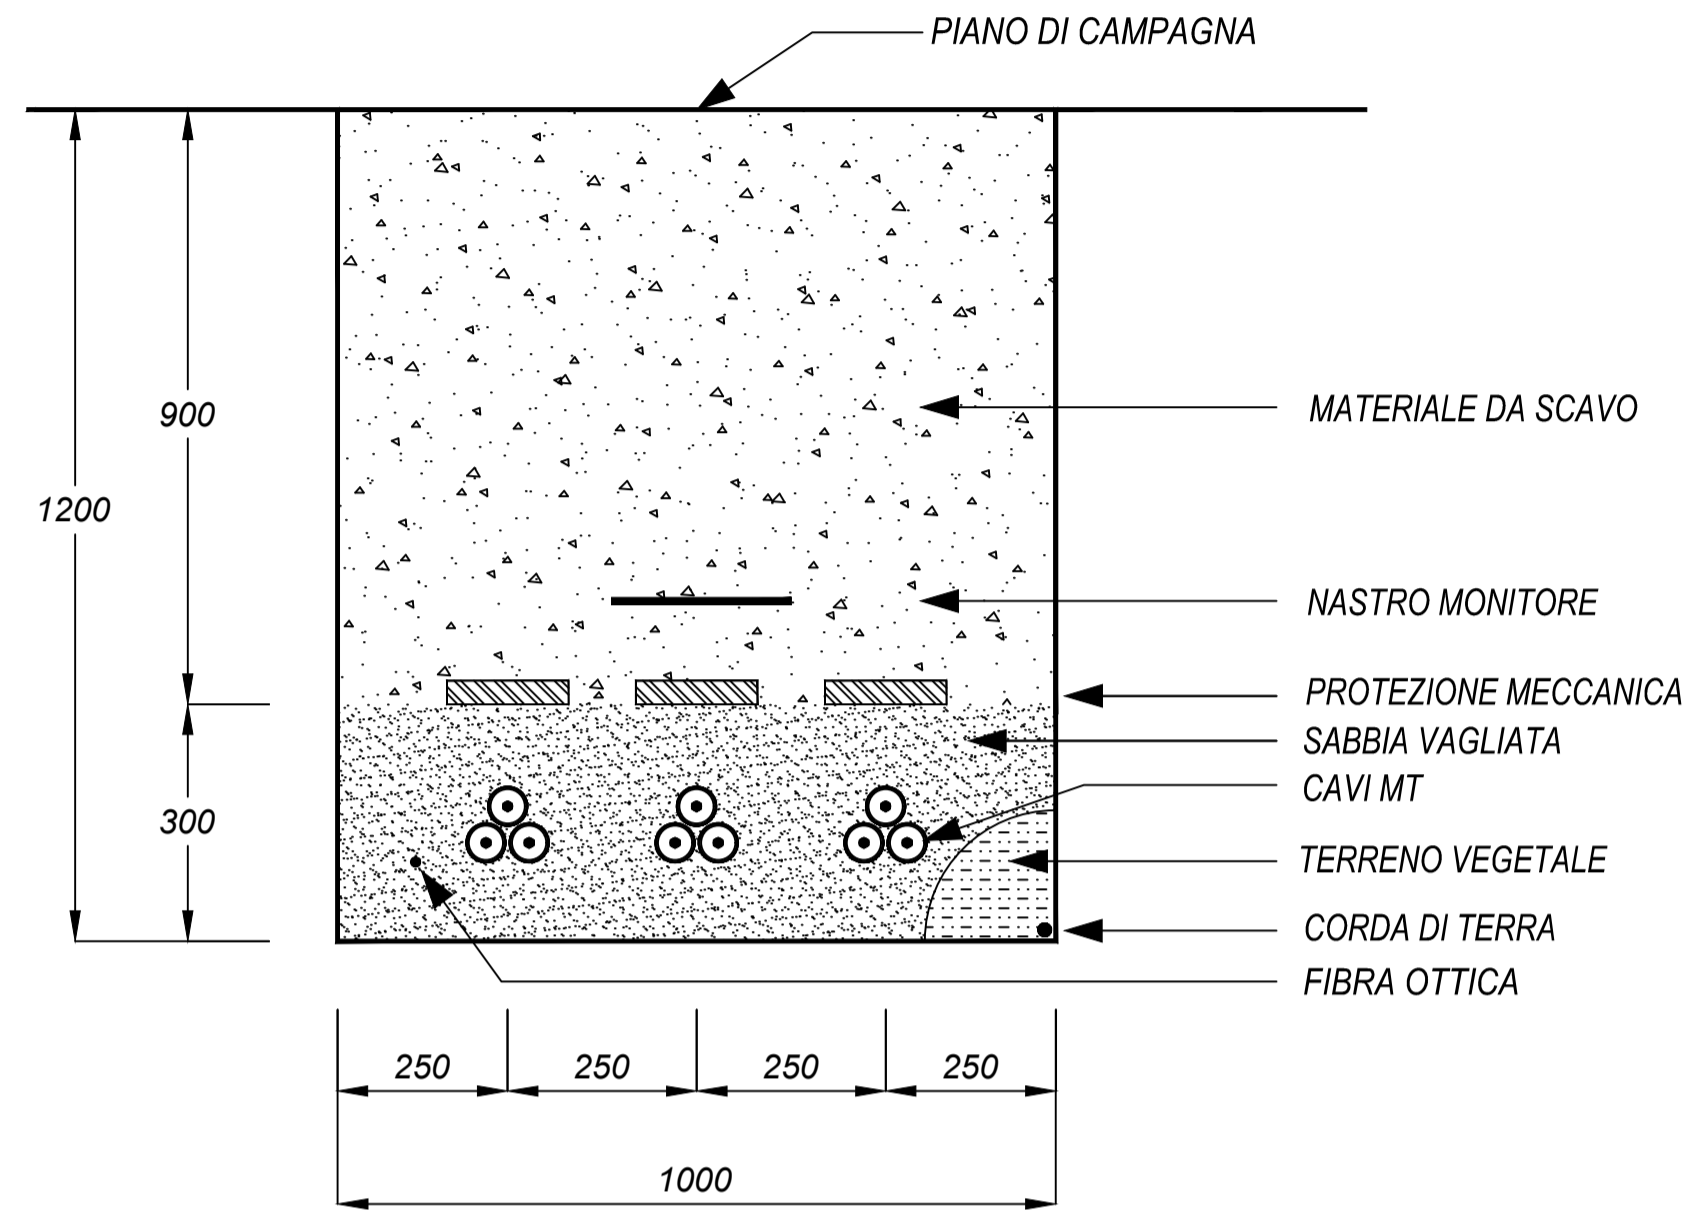 PIANO DI CAMPAGNA
900
MATERIALE DA SCAVO
1200
NASTRO MONITORE
PROTEZIONE MECCANICA
SABBIA VAGLIATA
CAVI MT
300
TERRENO VEGETALE
CORDA DI TERRA
FIBRA OTTICA
250 250 250 250
1000